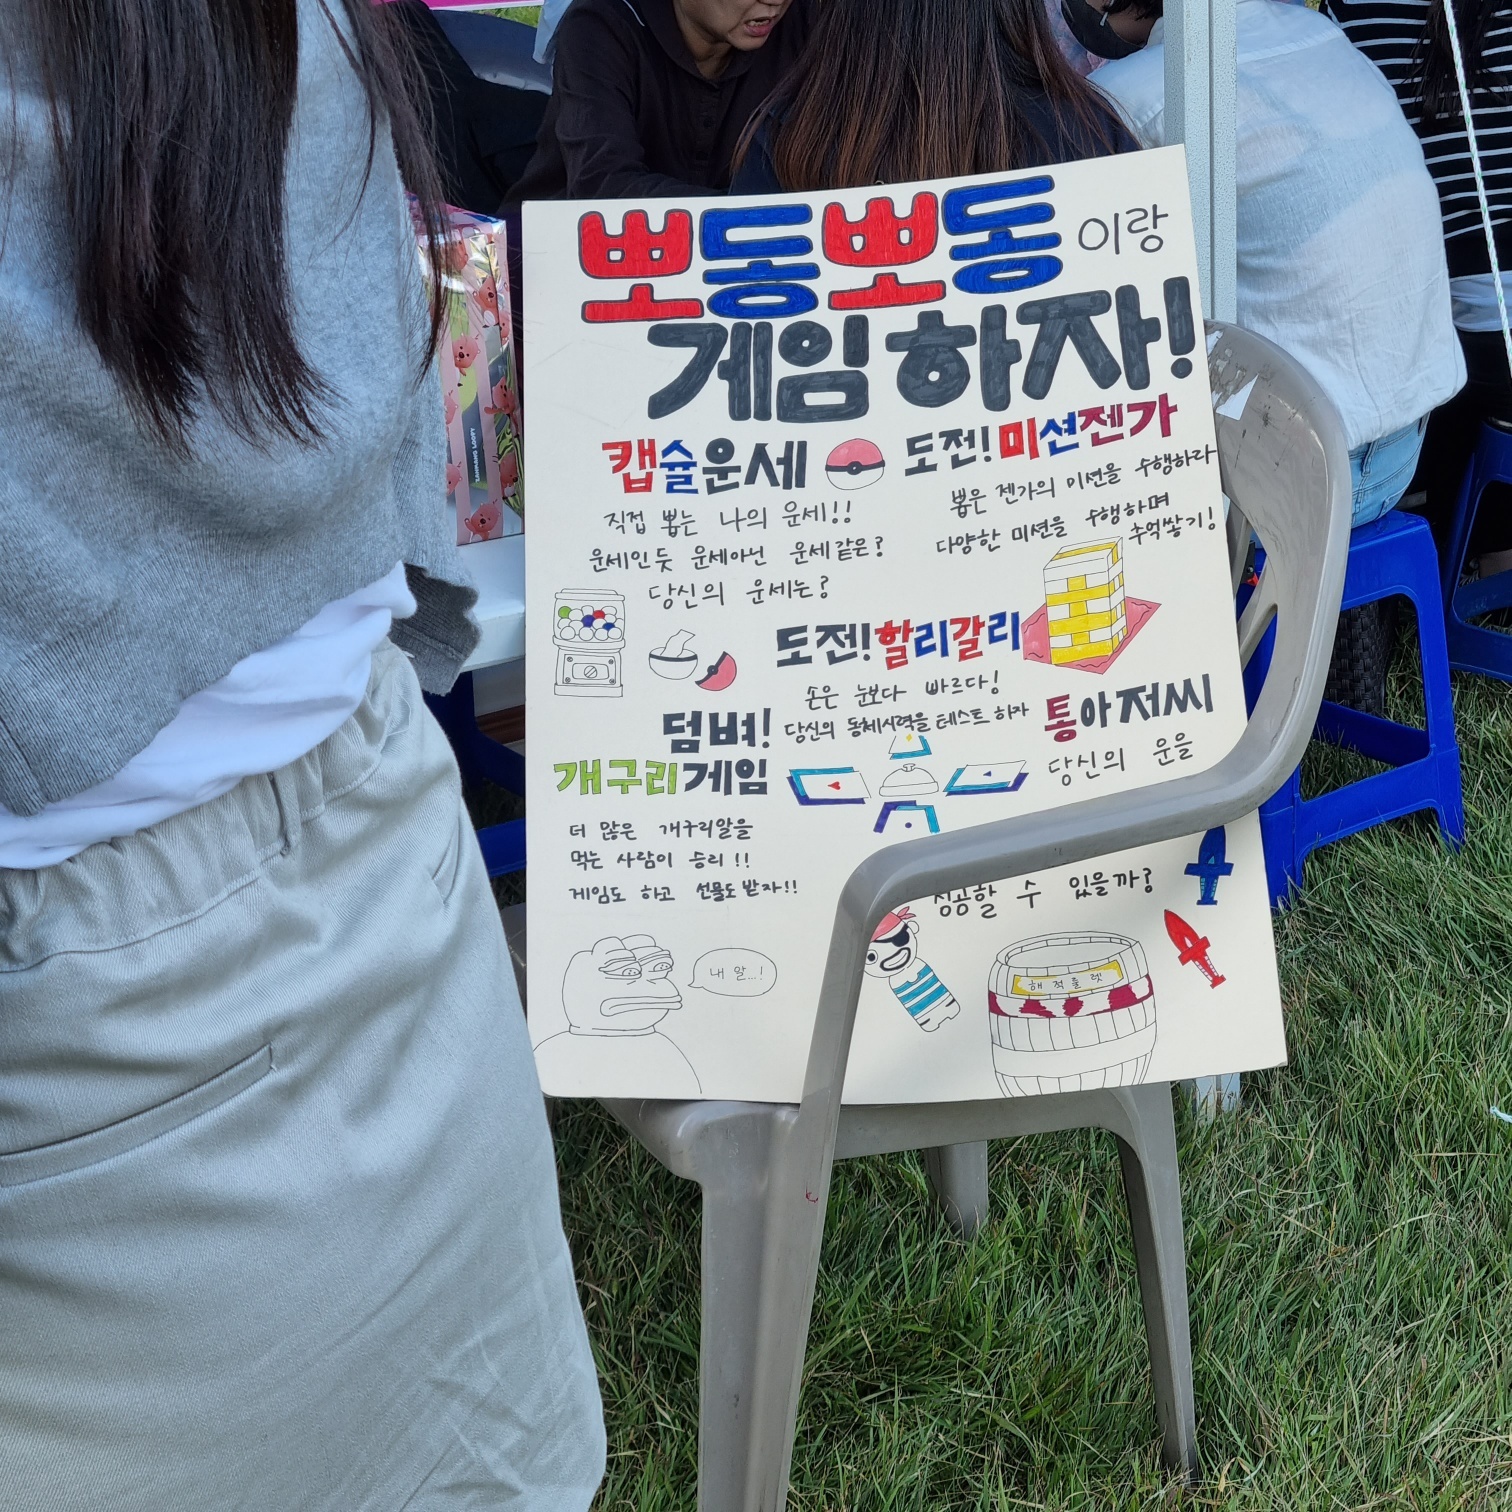 뽀동뽀동이랑
게임하자!
캡슐운세
직접 뽑는 나의 운세!!
운세인듯 운세아닌 운세같은?
당신의 운세는?
도전!미션젠가
뽑은 젠가의 미션을 수행하라
다양한 미션을 수행하며
추억쌓기!
도전!할리갈리
손은 눈보다 빠르다!
당신의 동체시력을 테스트 하자
덤벼!
개구리게임
더 많은 개구리알을
먹는 사람이 승리!!
게임도 하고 선물도 받자!!
내 알...!
통아저씨
당신의 운을
성공할 수 있을까?
해적룰렛
ZANMANG LOOPY